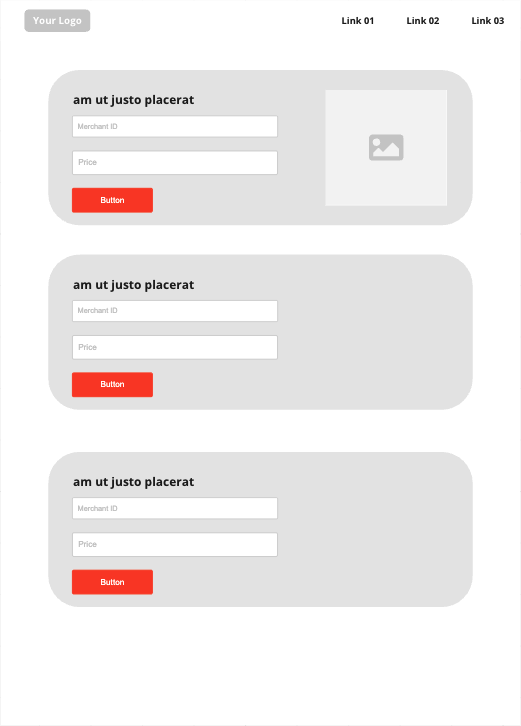 Your Logo
Link 01
Link 02
Link 03
am ut justo placerat
Merchant ID
Price
Button
am ut justo placerat
Merchant ID
Price
Button
am ut justo placerat
Merchant ID
Price
Button